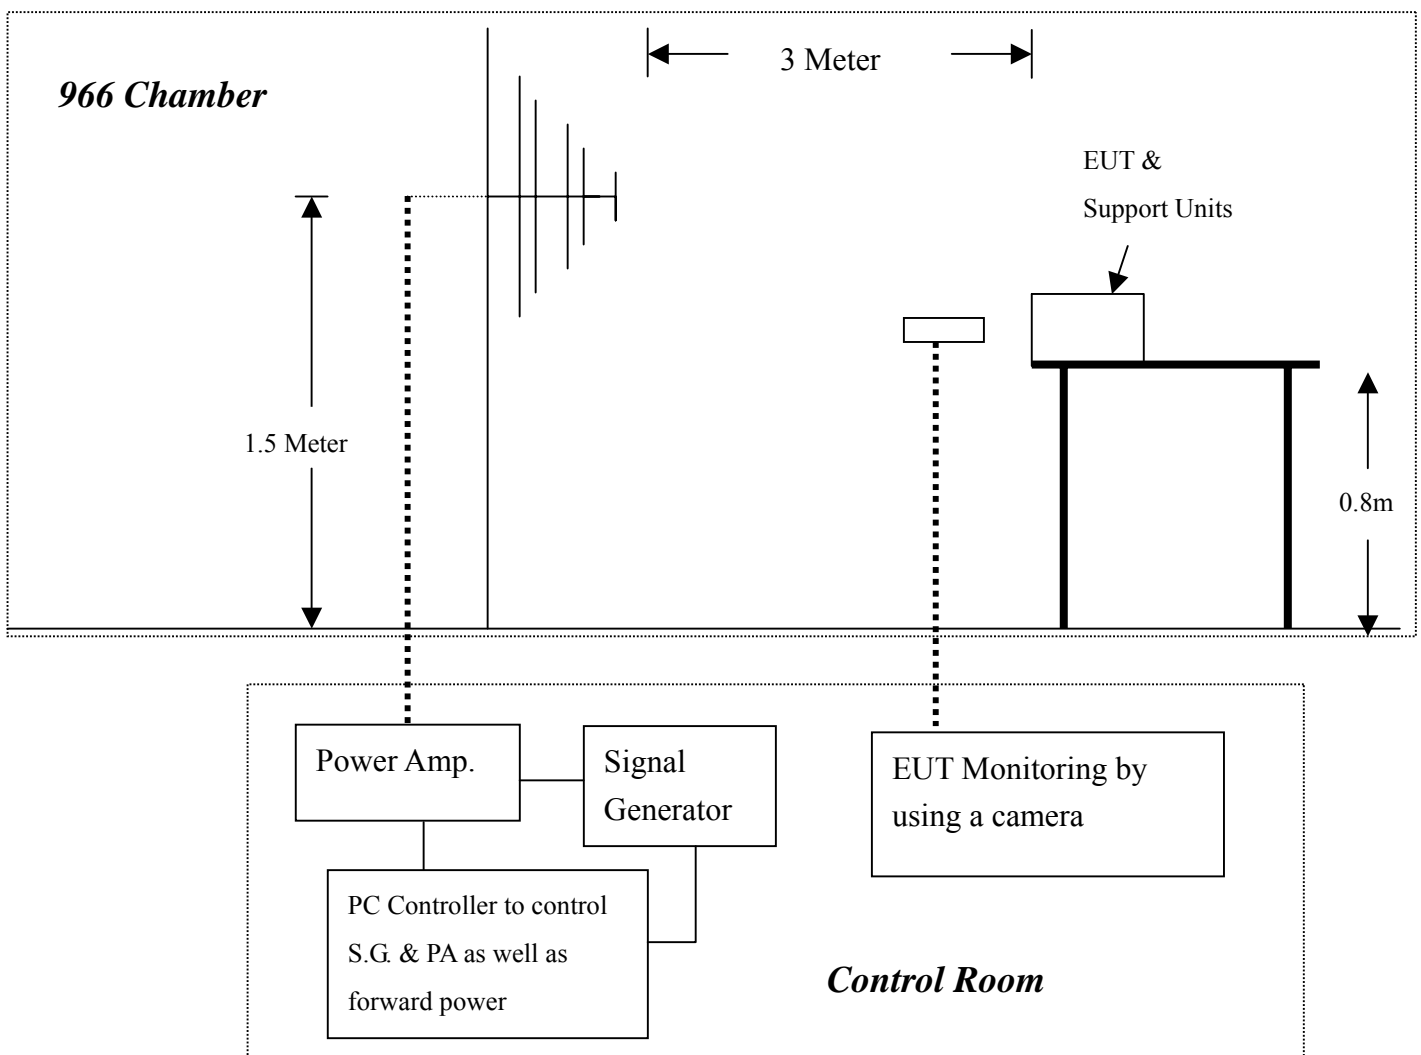 3 Meter
966 Chamber
EUT &
Support Units
1.5 Meter
0.8m
Power Amp.
Signal
Generator
EUT Monitoring by
using a camera
PC Controller to control
S.G. & PA as well as
forward power
Control Room